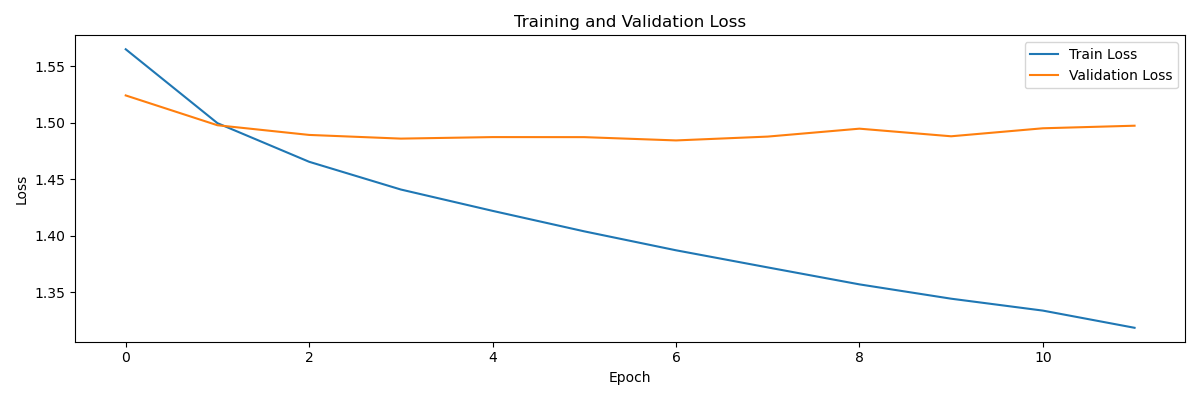 Training and Validation Loss
Train Loss
Validation Loss
1.55
1.50
1.45
1.40
1.35
Loss
0 2 4 6 8 10
Epoch